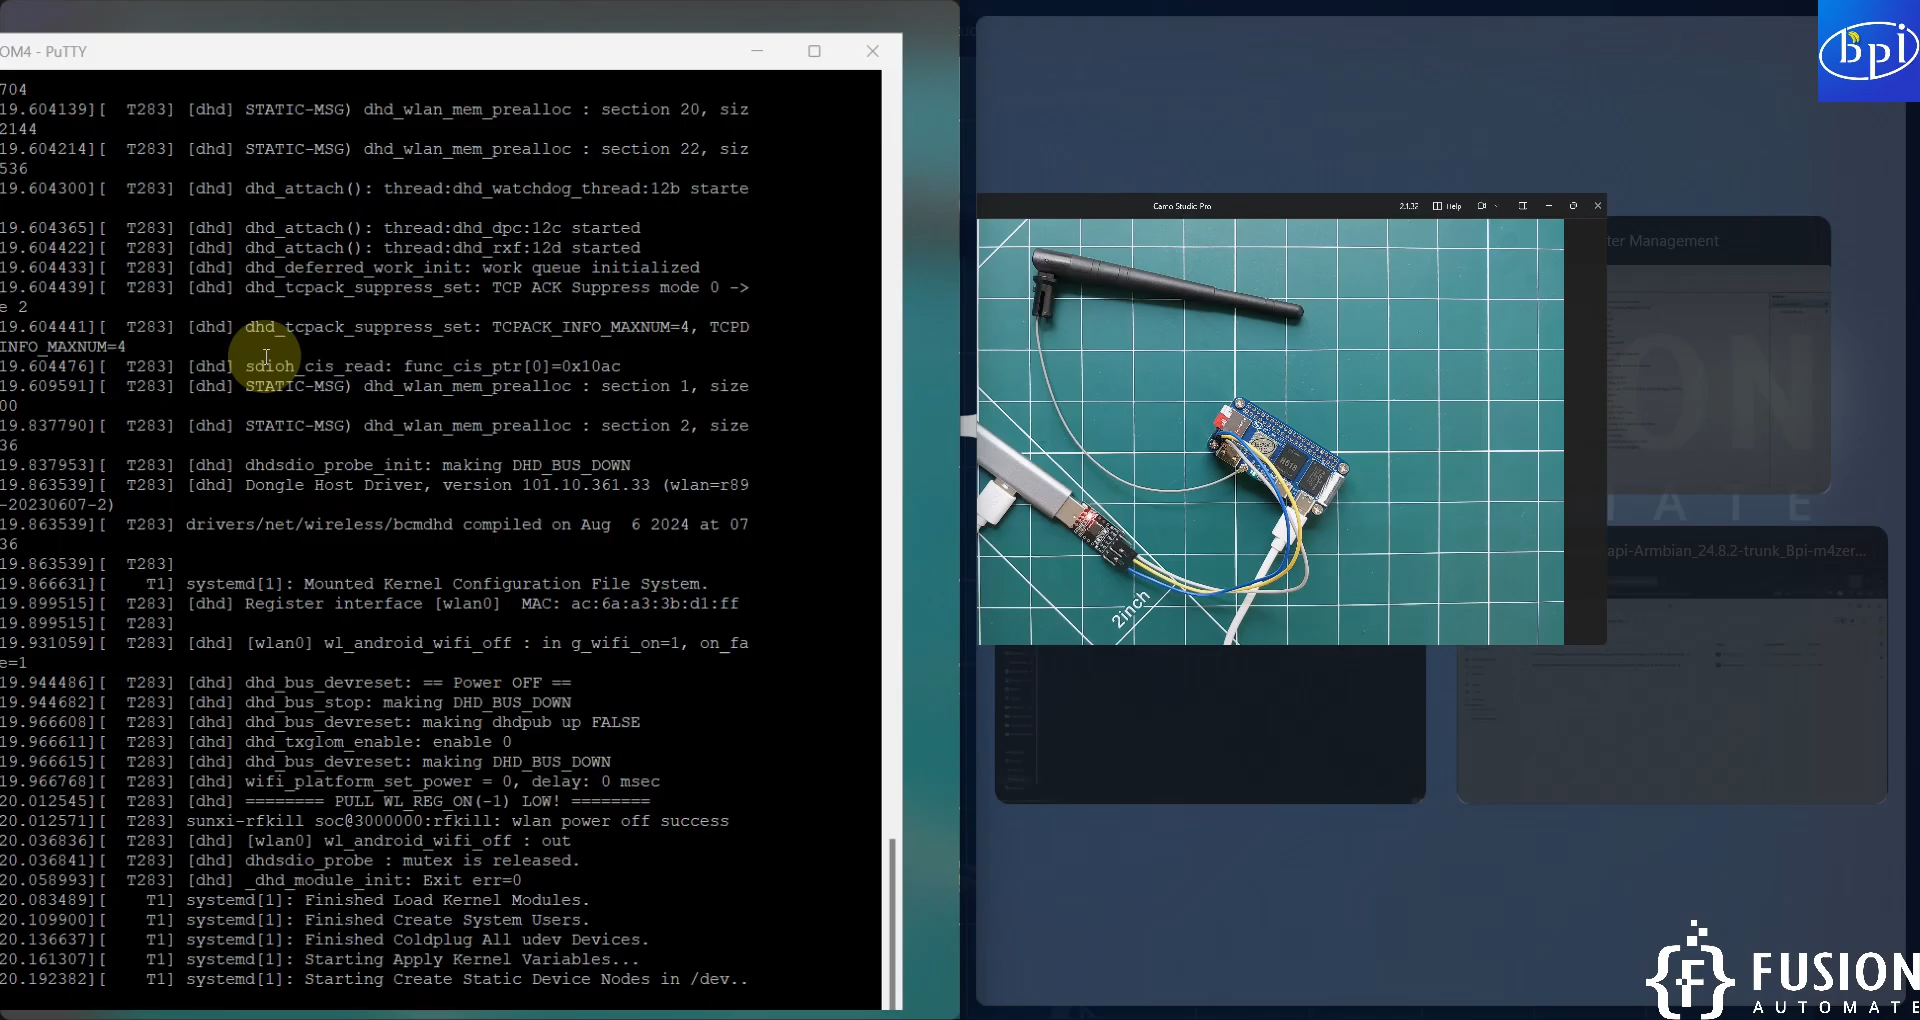 OM4 - PuTTY
704
19.604139][  T283] [dhd] STATIC-MSG) dhd_wlan_mem_prealloc : section 20, siz
2144
19.604214][  T283] [dhd] STATIC-MSG) dhd_wlan_mem_prealloc : section 22, siz
536
19.604300][  T283] [dhd] dhd_attach(): thread:dhd_watchdog_thread:12b starte
19.604365][  T283] [dhd] dhd_attach(): thread:dhd_dpc:12c started
19.604422][  T283] [dhd] dhd_attach(): thread:dhd_rxf:12d started
19.604433][  T283] [dhd] dhd_deferred_work_init: work queue initialized
19.604439][  T283] [dhd] dhd_tcpack_suppress_set: TCP ACK Suppress mode 0 ->
e 2
19.604441][  T283] [dhd] dhd_tcpack_suppress_set: TCPACK_INFO_MAXNUM=4, TCPD
INFO_MAXNUM=4
19.604476][  T283] [dhd] sdioh_cis_read: func_cis_ptr[0]=0x10ac
19.609591][  T283] [dhd] STATIC-MSG) dhd_wlan_mem_prealloc : section 1, size
00
19.837790][  T283] [dhd] STATIC-MSG) dhd_wlan_mem_prealloc : section 2, size
36
19.837953][  T283] [dhd] dhdsdio_probe_init: making DHD_BUS_DOWN
19.863539][  T283] [dhd] Dongle Host Driver, version 101.10.361.33 (wlan=r89
-20230607-2)
19.863539][  T283] drivers/net/wireless/bcmdhd compiled on Aug  6 2024 at 07
36
19.863539][  T283]
19.866631][    T1] systemd[1]: Mounted Kernel Configuration File System.
19.899515][  T283] [dhd] Register interface [wlan0]  MAC: ac:6a:a3:3b:d1:ff
19.899515][  T283]
19.931059][  T283] [dhd] [wlan0] wl_android_wifi_off : in g_wifi_on=1, on_fa
e=1
19.944486][  T283] [dhd] dhd_bus_devreset: == Power OFF ==
19.944682][  T283] [dhd] dhd_bus_stop: making DHD_BUS_DOWN
19.966608][  T283] [dhd] dhd_bus_devreset: making dhdpub up FALSE
19.966611][  T283] [dhd] dhd_txglom_enable: enable 0
19.966615][  T283] [dhd] dhd_bus_devreset: making DHD_BUS_DOWN
19.966768][  T283] [dhd] wifi_platform_set_power = 0, delay: 0 msec
20.012545][  T283] [dhd] ======== PULL WL_REG_ON(-1) LOW! ========
20.012571][  T283] sunxi-rfkill soc@3000000:rfkill: wlan power off success
20.036836][  T283] [dhd] [wlan0] wl_android_wifi_off : out
20.036841][  T283] [dhd] dhdsdio_probe : mutex is released.
20.058993][  T283] [dhd] _dhd_module_init: Exit err=0
20.083489][    T1] systemd[1]: Finished Load Kernel Modules.
20.109900][    T1] systemd[1]: Finished Create System Users.
20.136637][    T1] systemd[1]: Finished Coldplug All udev Devices.
20.161307][    T1] systemd[1]: Starting Apply Kernel Variables...
20.192382][    T1] systemd[1]: Starting Create Static Device Nodes in /dev..
bpi
Camo Studio Pro
2.1.32
Help
ter Management
2inch
ON
ATE
api-Armbian_24.8.2-trunk_Bpi-m4zer...
F
FUSION
AUTOMATE